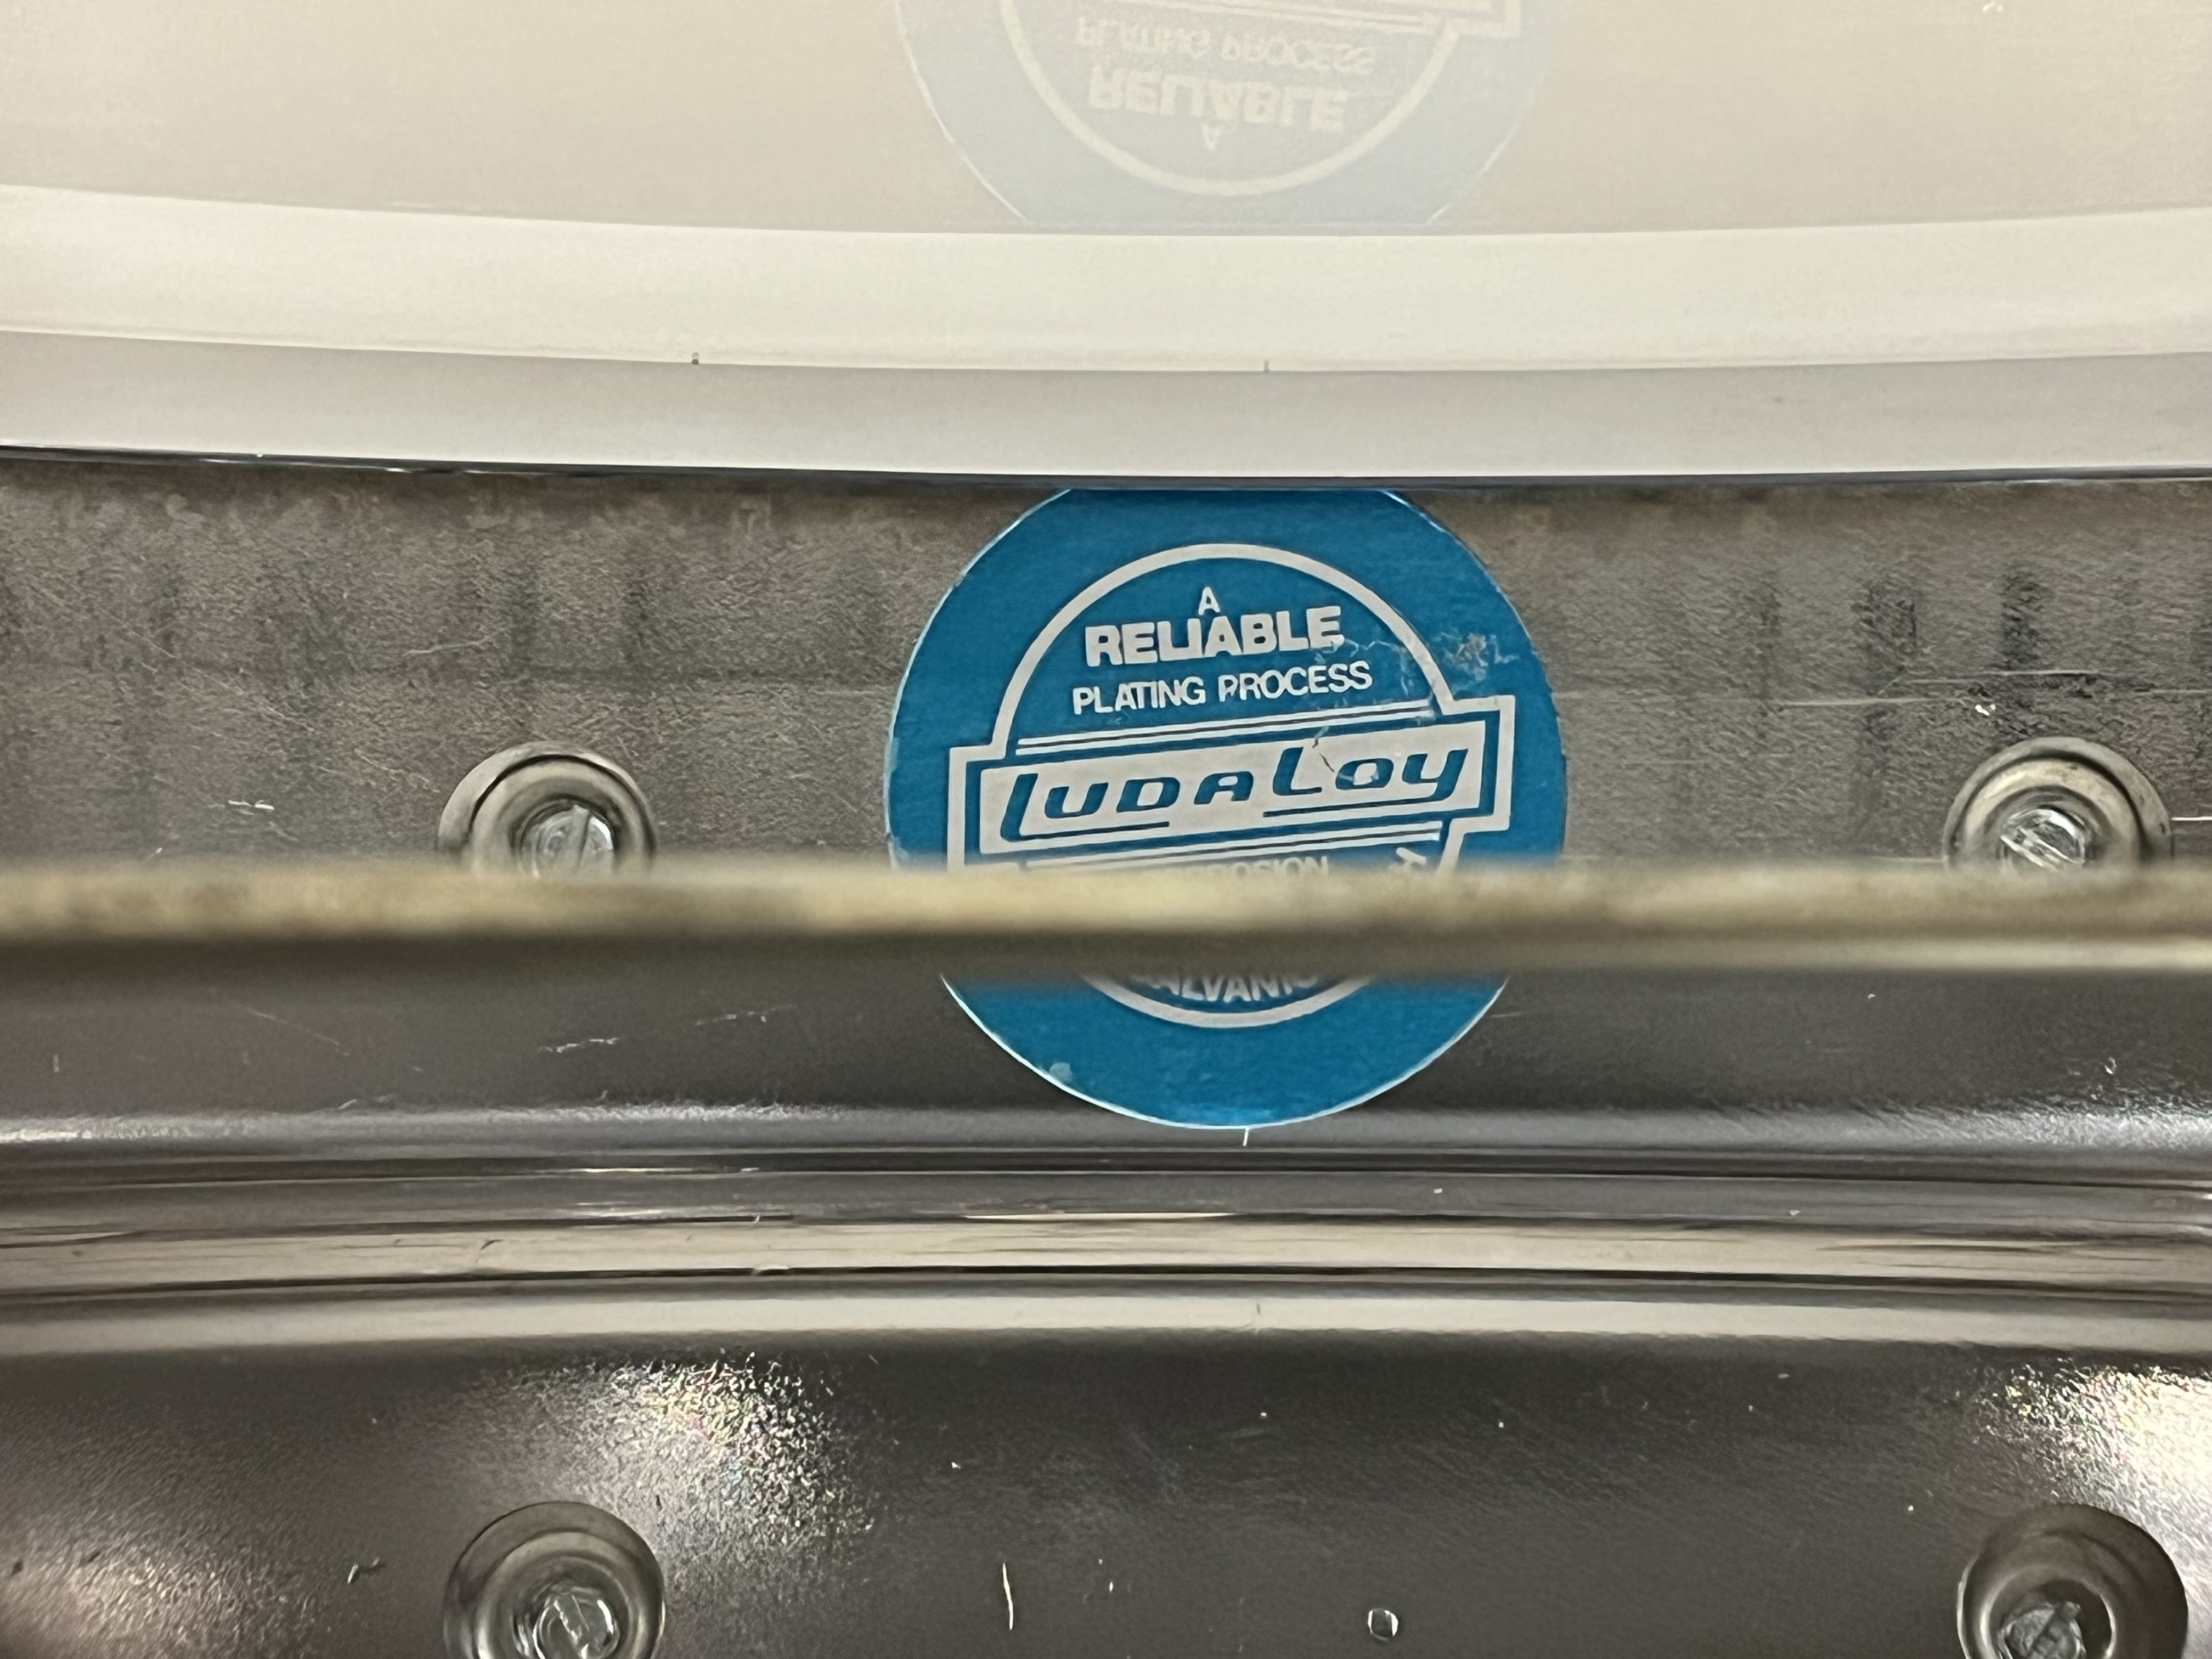 A
RELIABLE
PLATING PROCESS
LUDALOY